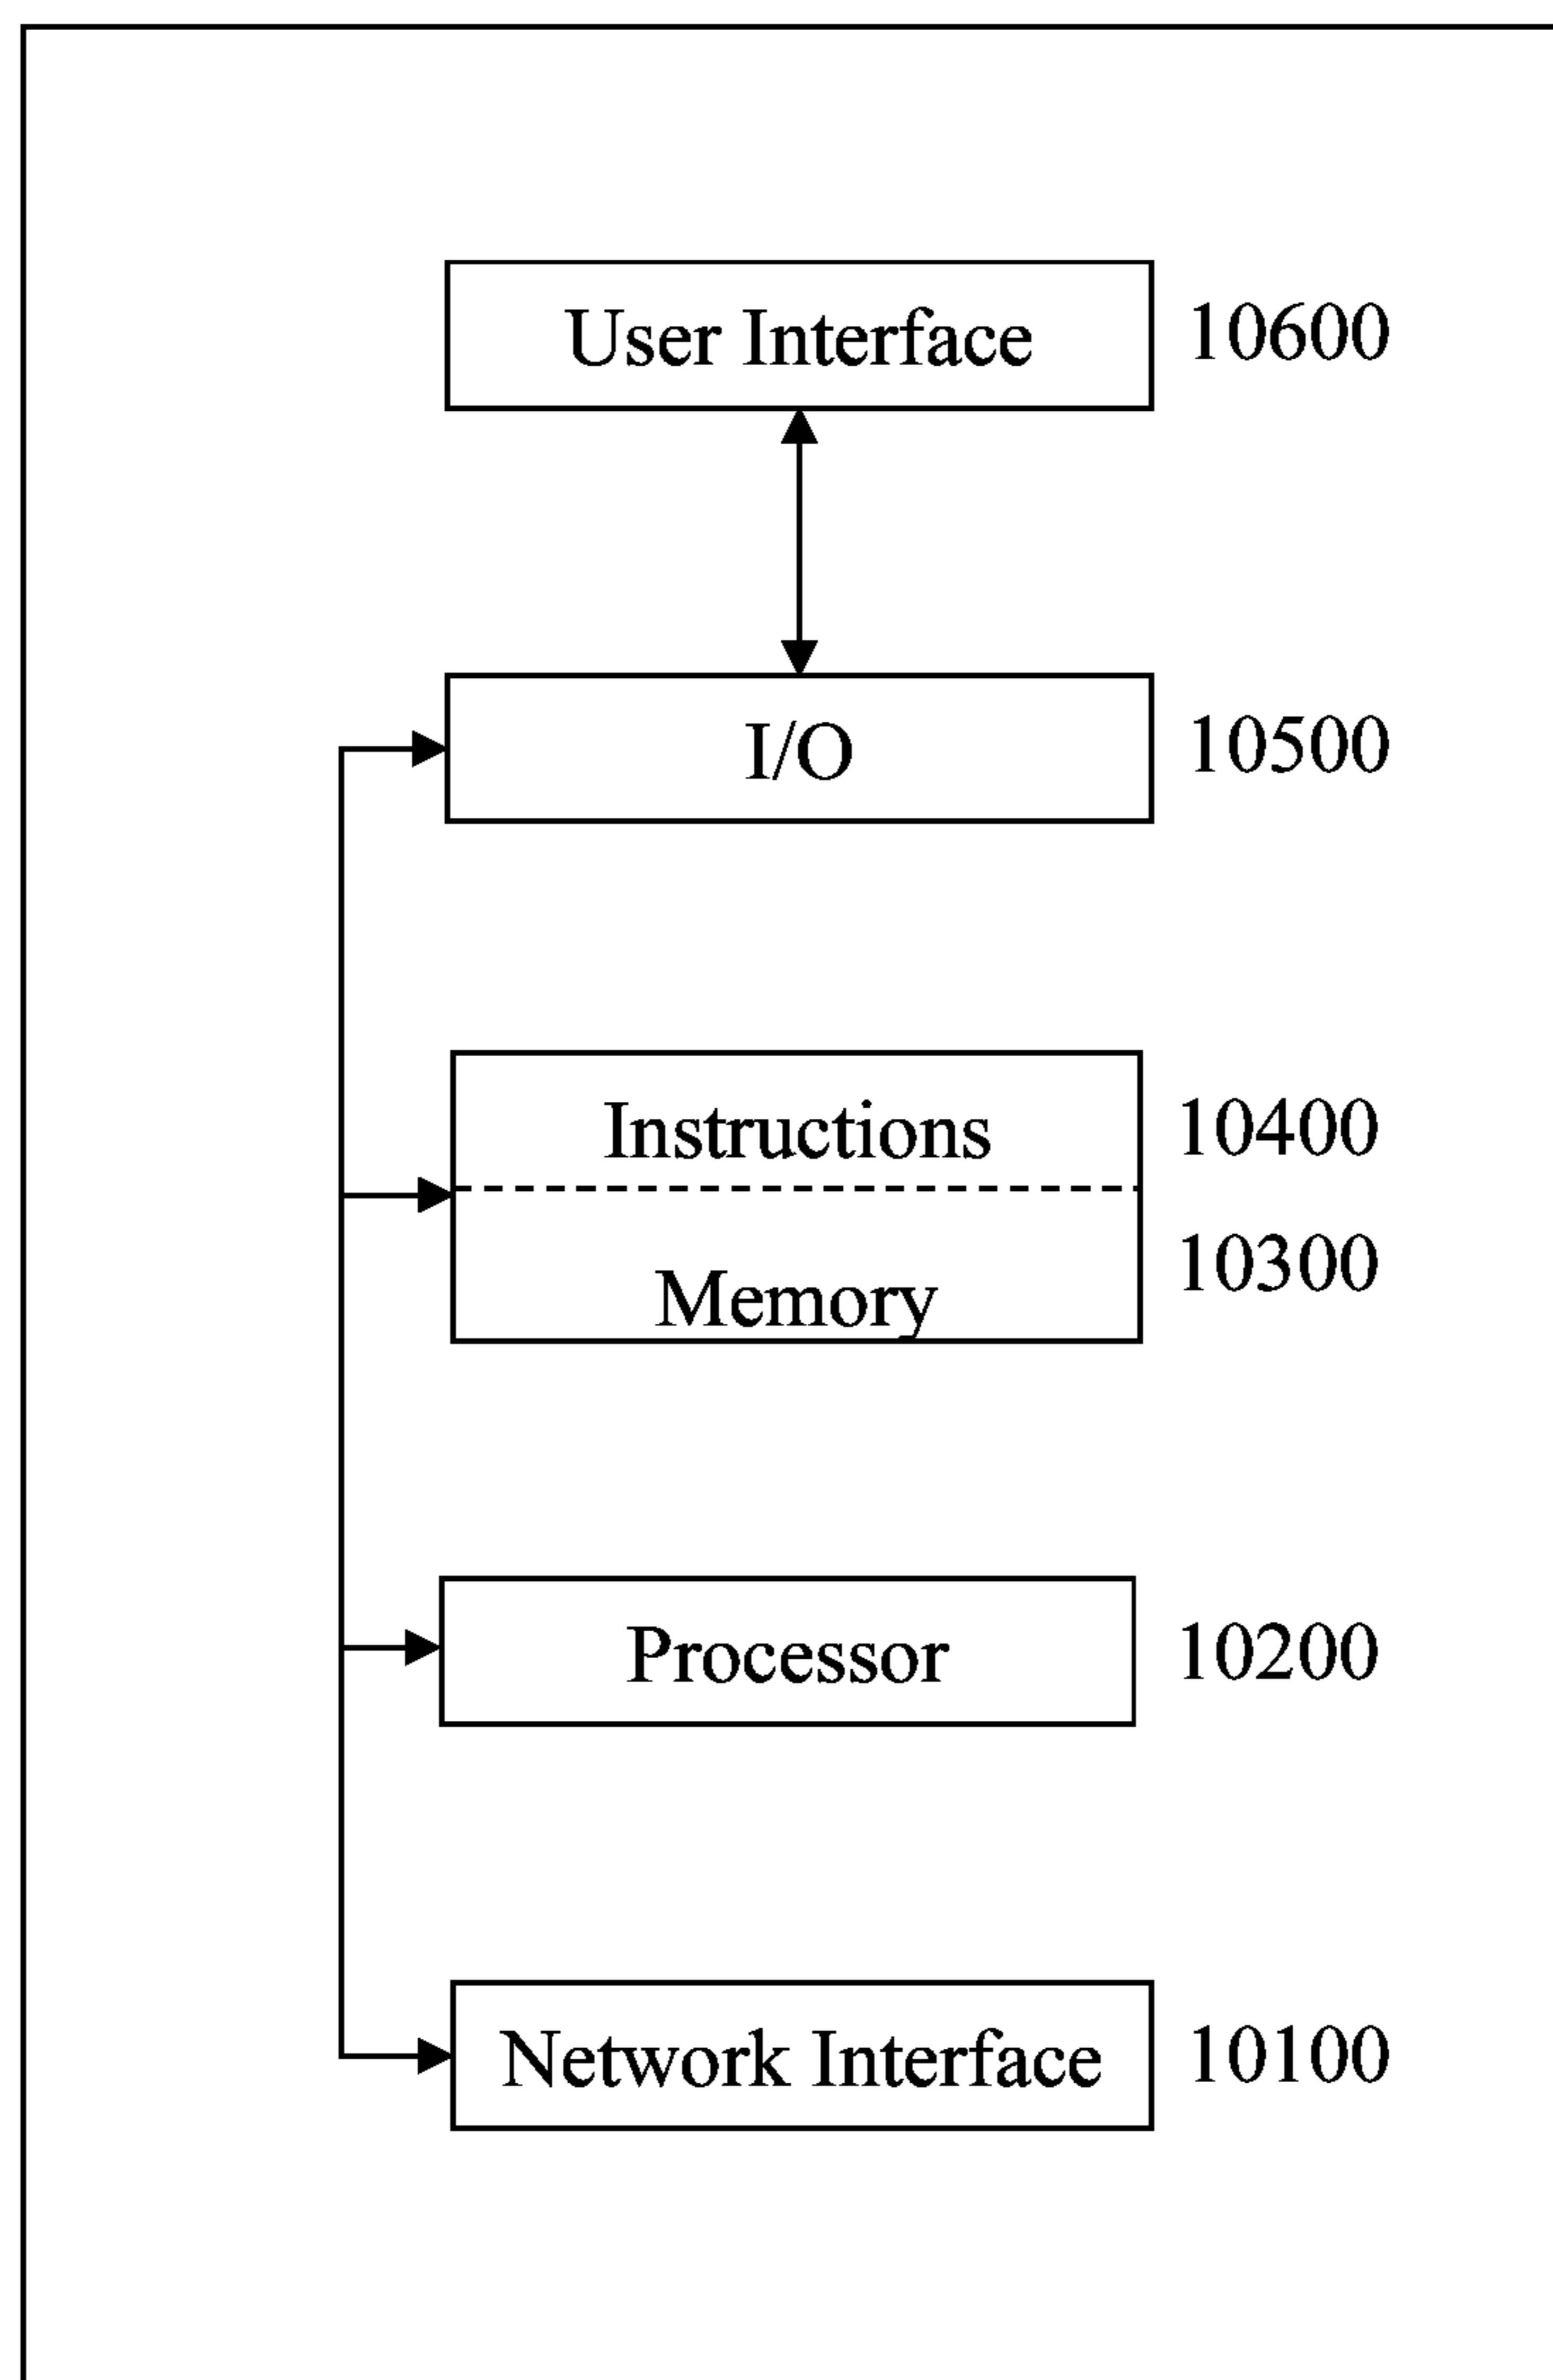 User Interface 10600
I/O 10500
Instructions 10400
Memory 10300
Processor 10200
Network Interface 10100